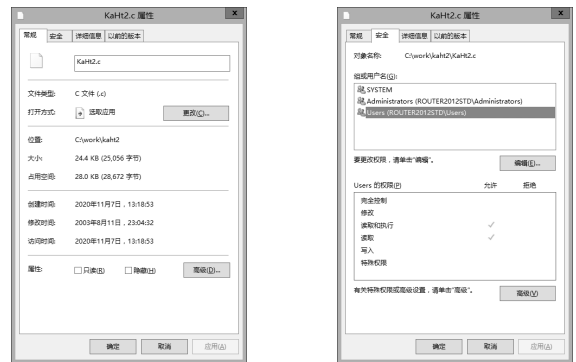 KaHt2.c 属性
x
常规 安全 详细信息 以前的版本
KaHt2.c
文件类型: C 文件 (.c)
打开方式: 选取应用 更改(C)...
位置: C:\work\kaht2
大小: 24.4 KB (25,056 字节)
占用空间: 28.0 KB (28,672 字节)
创建时间: 2020年11月7日，13:18:53
修改时间: 2003年8月11日，23:04:32
访问时间: 2020年11月7日，13:18:53
属性: 只读(R) 隐藏(H) 高级(D)...
确定 取消 应用(A)
KaHt2.c 属性
x
常规 安全 详细信息 以前的版本
对象名称: C:\work\kaht2\KaHt2.c
组或用户名(G):
SYSTEM
Administrators (ROUTER2012STD\Administrators)
Users (ROUTER2012STD\Users)
要更改权限，请单击"编辑"。 编辑(E)...
Users 的权限(P) 允许 拒绝
完全控制
修改
读取和执行
读取
写入
特殊权限
有关特殊权限或高级设置，请单击"高级"。 高级(V)
确定 取消 应用(A)